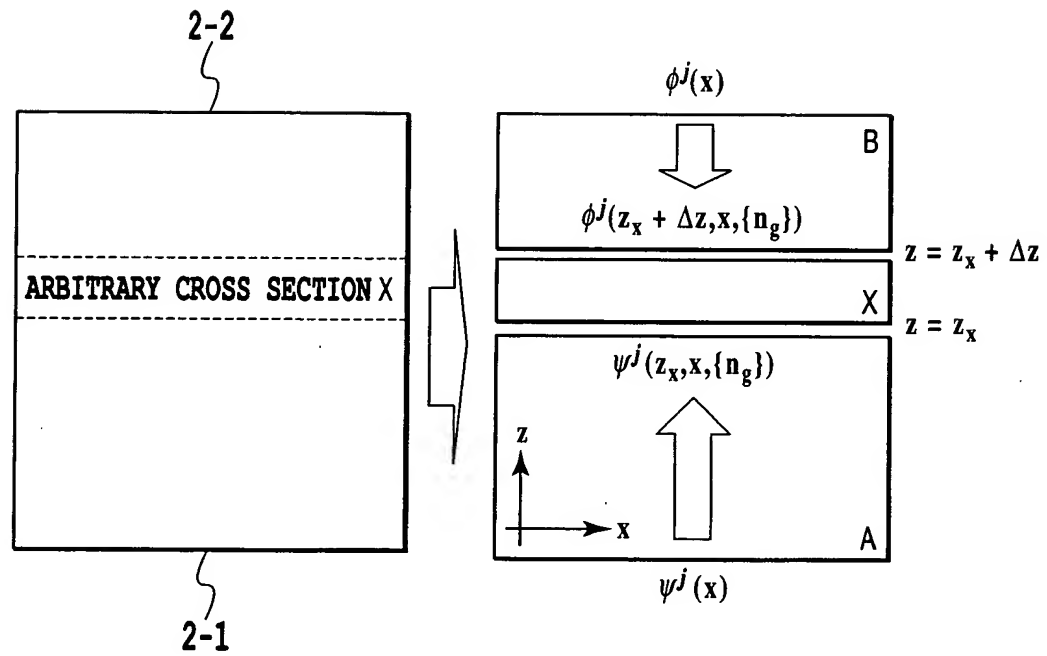 2-2
ARBITRARY CROSS SECTION X
2-1
ϕʲ(x)
B
ϕʲ(zₓ + Δz,x,{n_g})
z = zₓ + Δz
X
z = zₓ
ψʲ(zₓ,x,{n_g})
z
x
A
ψʲ(x)